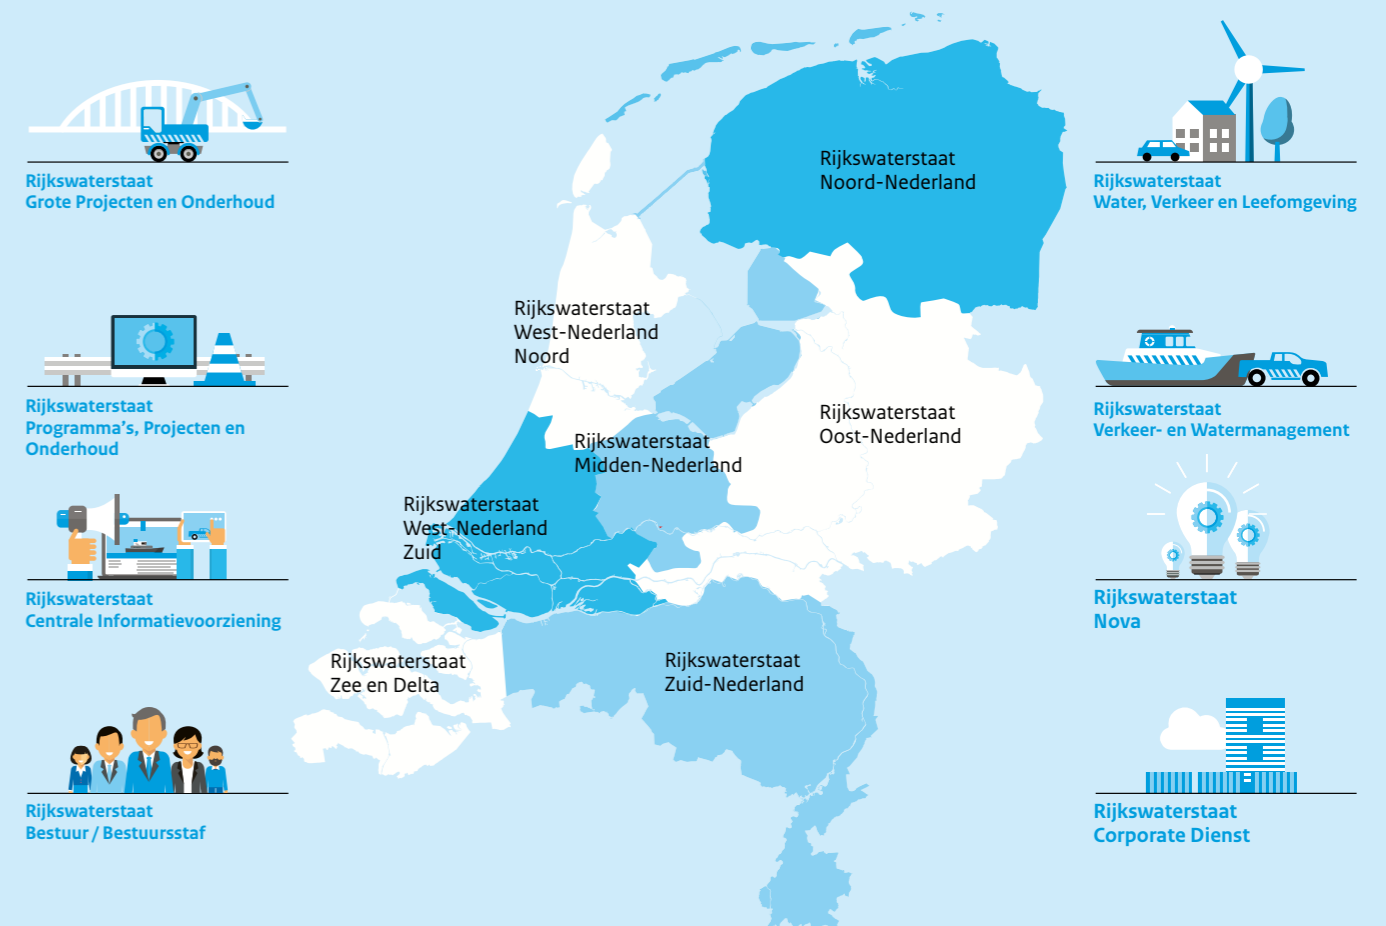 Rijkswaterstaat
Grote Projecten en Onderhoud
Rijkswaterstaat
Programma's, Projecten en
Onderhoud
Rijkswaterstaat
Centrale Informatievoorziening
Rijkswaterstaat
Bestuur / Bestuursstaf
Rijkswaterstaat
Noord-Nederland
Rijkswaterstaat
West-Nederland
Noord
Rijkswaterstaat
Oost-Nederland
Rijkswaterstaat
Midden-Nederland
Rijkswaterstaat
West-Nederland
Zuid
Rijkswaterstaat
Zee en Delta
Rijkswaterstaat
Zuid-Nederland
Rijkswaterstaat
Water, Verkeer en Leefomgeving
Rijkswaterstaat
Verkeer- en Watermanagement
Rijkswaterstaat
Nova
Rijkswaterstaat
Corporate Dienst